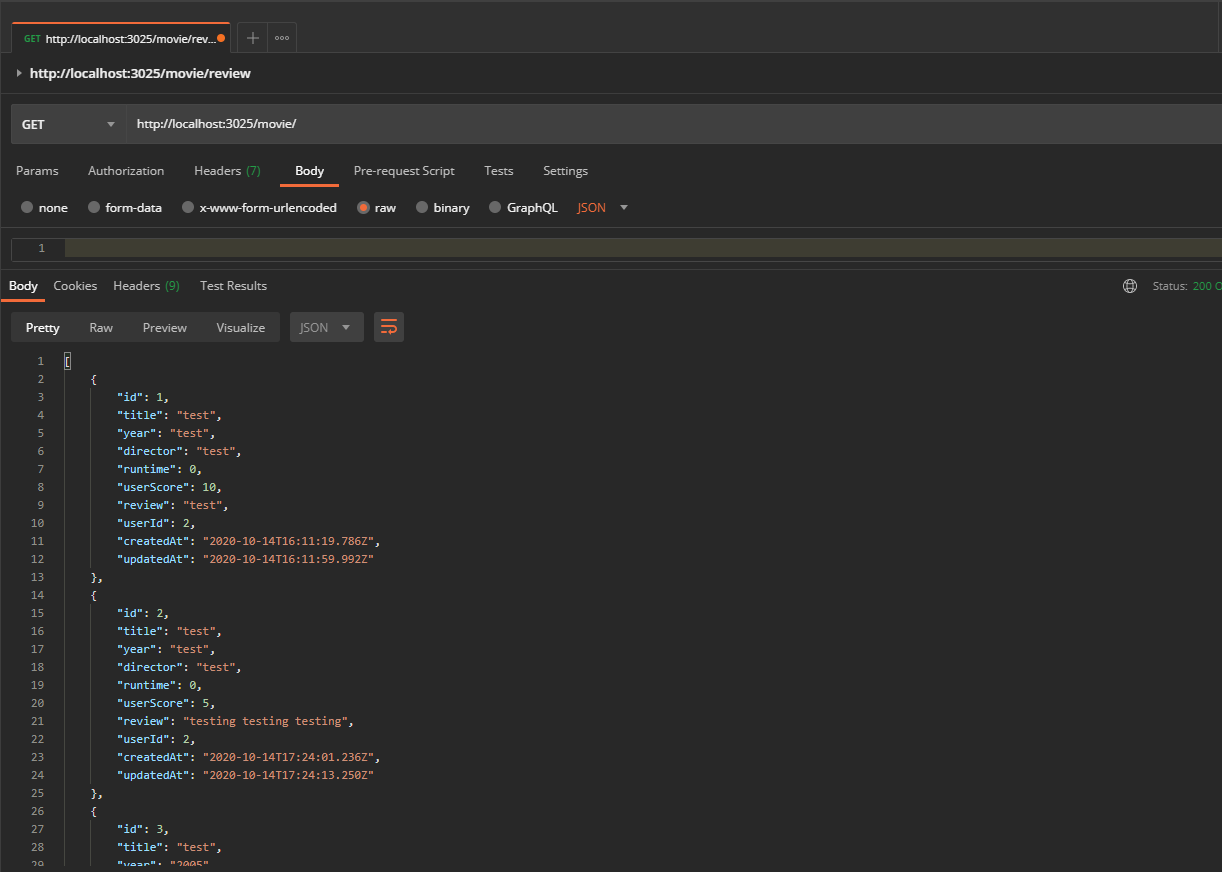 GET http://localhost:3025/movie/rev...
http://localhost:3025/movie/review
GET http://localhost:3025/movie/
Params Authorization Headers (7) Body Pre-request Script Tests Settings
none form-data x-www-form-urlencoded raw binary GraphQL JSON
1
Body Cookies Headers (9) Test Results Status: 200 O
Pretty Raw Preview Visualize JSON
1 [
2 {
3 "id": 1,
4 "title": "test",
5 "year": "test",
6 "director": "test",
7 "runtime": 0,
8 "userScore": 10,
9 "review": "test",
10 "userId": 2,
11 "createdAt": "2020-10-14T16:11:19.786Z",
12 "updatedAt": "2020-10-14T16:11:59.992Z"
13 },
14 {
15 "id": 2,
16 "title": "test",
17 "year": "test",
18 "director": "test",
19 "runtime": 0,
20 "userScore": 5,
21 "review": "testing testing testing",
22 "userId": 2,
23 "createdAt": "2020-10-14T17:24:01.236Z",
24 "updatedAt": "2020-10-14T17:24:13.250Z"
25 },
26 {
27 "id": 3,
28 "title": "test",
29 "year": "2005"